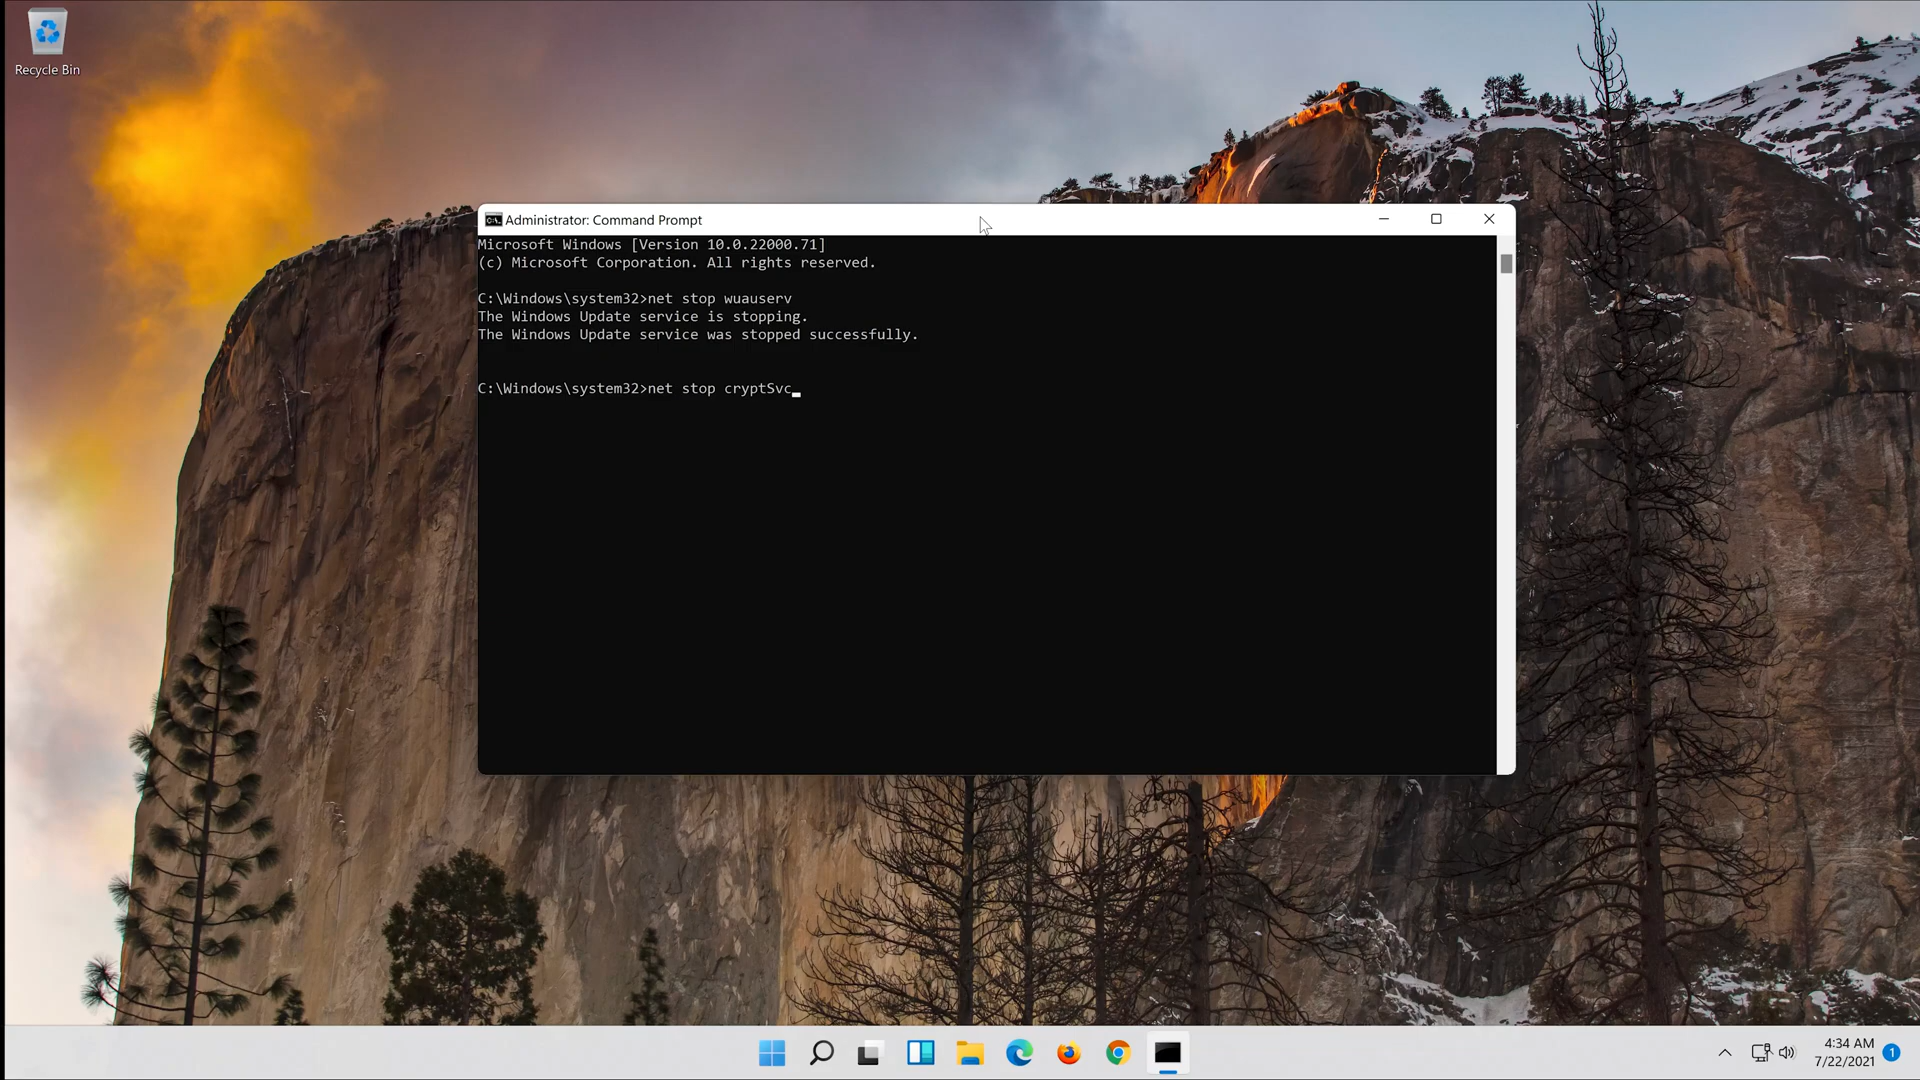 Recycle Bin
Administrator: Command Prompt
Microsoft Windows [Version 10.0.22000.71]
(c) Microsoft Corporation. All rights reserved.
C:\Windows\system32>net stop wuauserv
The Windows Update service is stopping.
The Windows Update service was stopped successfully.
C:\Windows\system32>net stop cryptSvc
4:34 AM
7/22/2021
1